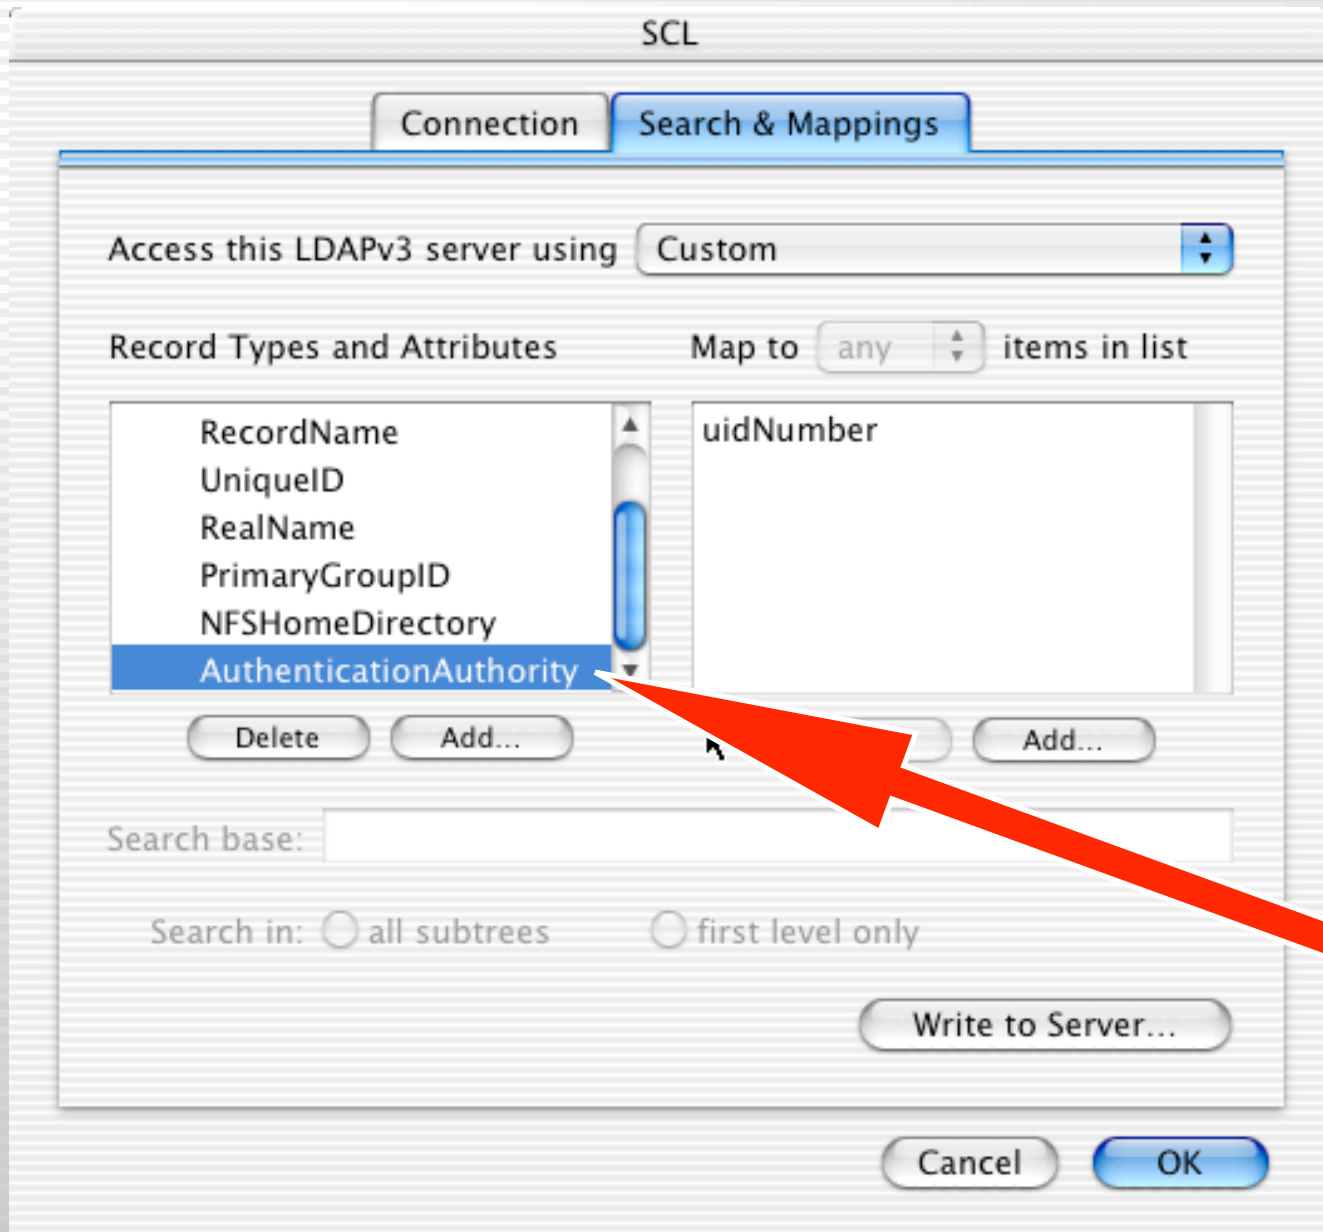 SCL
Connection
Search & Mappings
Access this LDAPv3 server using
Custom
Record Types and Attributes
Map to any items in list
RecordName
UniqueID
RealName
PrimaryGroupID
NFSHomeDirectory
AuthenticationAuthority
uidNumber
Delete
Add...
Add...
Search base:
Search in: all subtrees first level only
Write to Server...
Cancel
OK